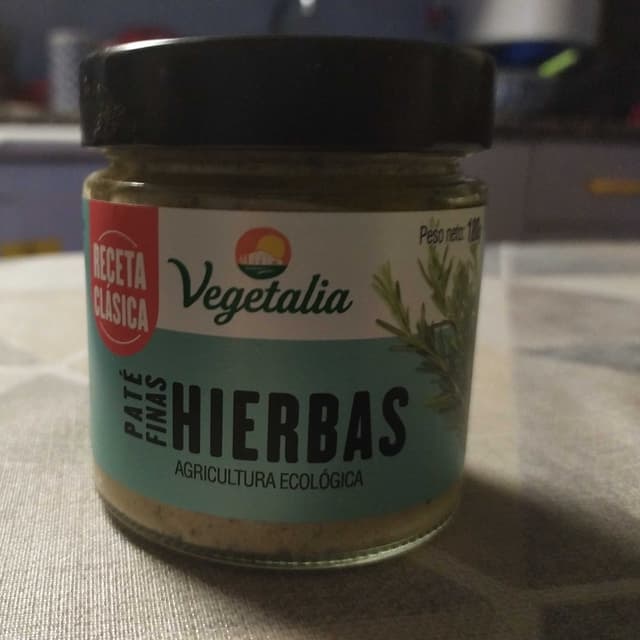 RECETA
CLÁSICA
Vegetalia
Peso neto:
PATÉ
FINAS
HIERBAS
AGRICULTURA ECOLÓGICA